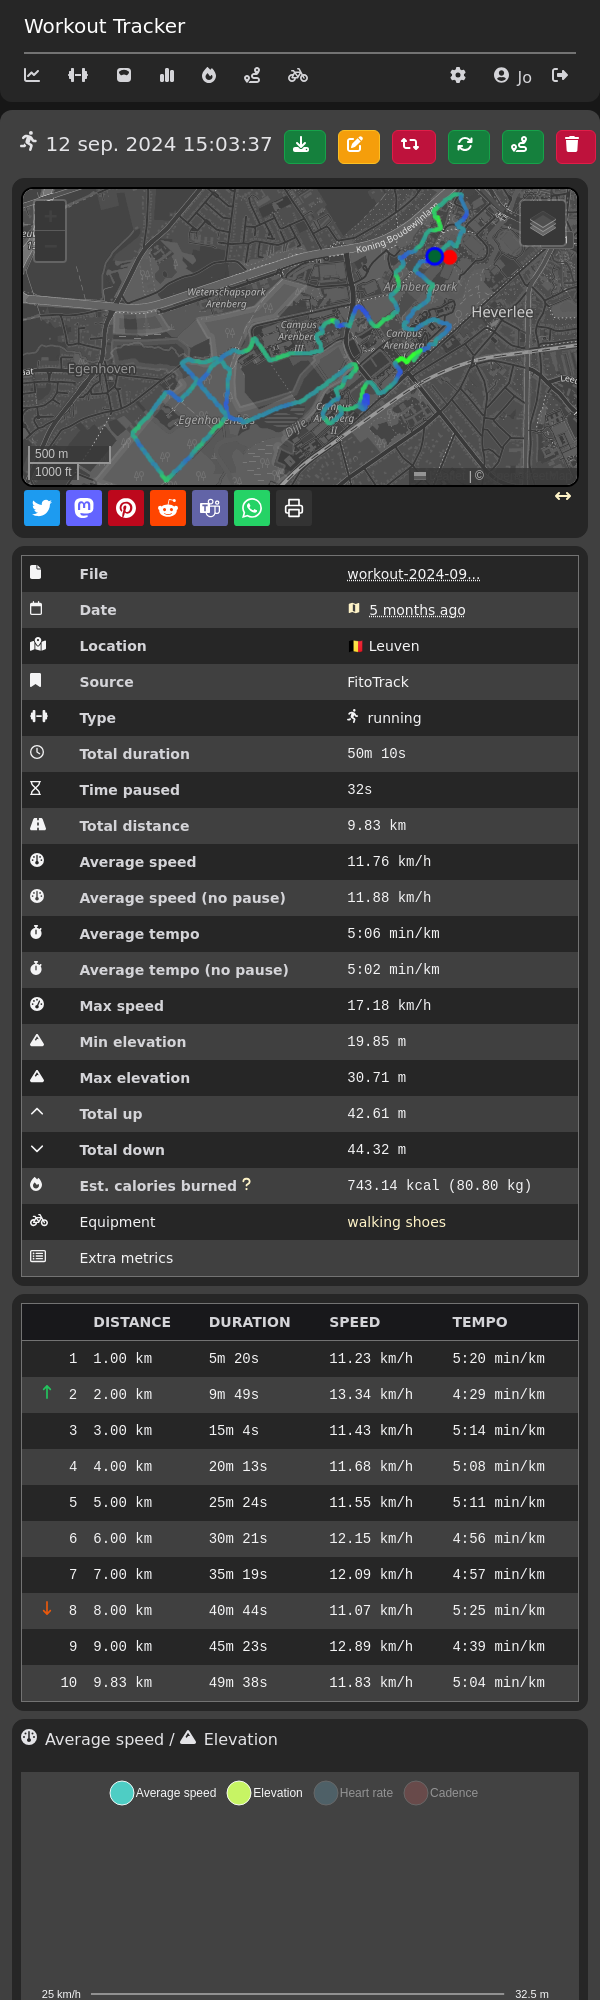 Workout Tracker
Jo
12 sep. 2024 15:03:37
Koning Boudewijnlaan
Wetenschapspark
Arenberg
Arenbergpark
Heverlee
Campus
Arenberg
III
Campus
Arenberg
Egenhoven
Egenhovenbos
Dijle
Campus
Arenberg
II
500 m
1000 ft
| ©
File workout-2024-09...
Date 5 months ago
Location Leuven
Source FitoTrack
Type running
Total duration 50m 10s
Time paused 32s
Total distance 9.83 km
Average speed 11.76 km/h
Average speed (no pause) 11.88 km/h
Average tempo 5:06 min/km
Average tempo (no pause) 5:02 min/km
Max speed 17.18 km/h
Min elevation 19.85 m
Max elevation 30.71 m
Total up 42.61 m
Total down 44.32 m
Est. calories burned ? 743.14 kcal (80.80 kg)
Equipment walking shoes
Extra metrics
DISTANCE DURATION SPEED TEMPO
1 1.00 km 5m 20s 11.23 km/h 5:20 min/km
↑ 2 2.00 km 9m 49s 13.34 km/h 4:29 min/km
3 3.00 km 15m 4s 11.43 km/h 5:14 min/km
4 4.00 km 20m 13s 11.68 km/h 5:08 min/km
5 5.00 km 25m 24s 11.55 km/h 5:11 min/km
6 6.00 km 30m 21s 12.15 km/h 4:56 min/km
7 7.00 km 35m 19s 12.09 km/h 4:57 min/km
↓ 8 8.00 km 40m 44s 11.07 km/h 5:25 min/km
9 9.00 km 45m 23s 12.89 km/h 4:39 min/km
10 9.83 km 49m 38s 11.83 km/h 5:04 min/km
Average speed / Elevation
Average speed Elevation Heart rate Cadence
25 km/h 32.5 m